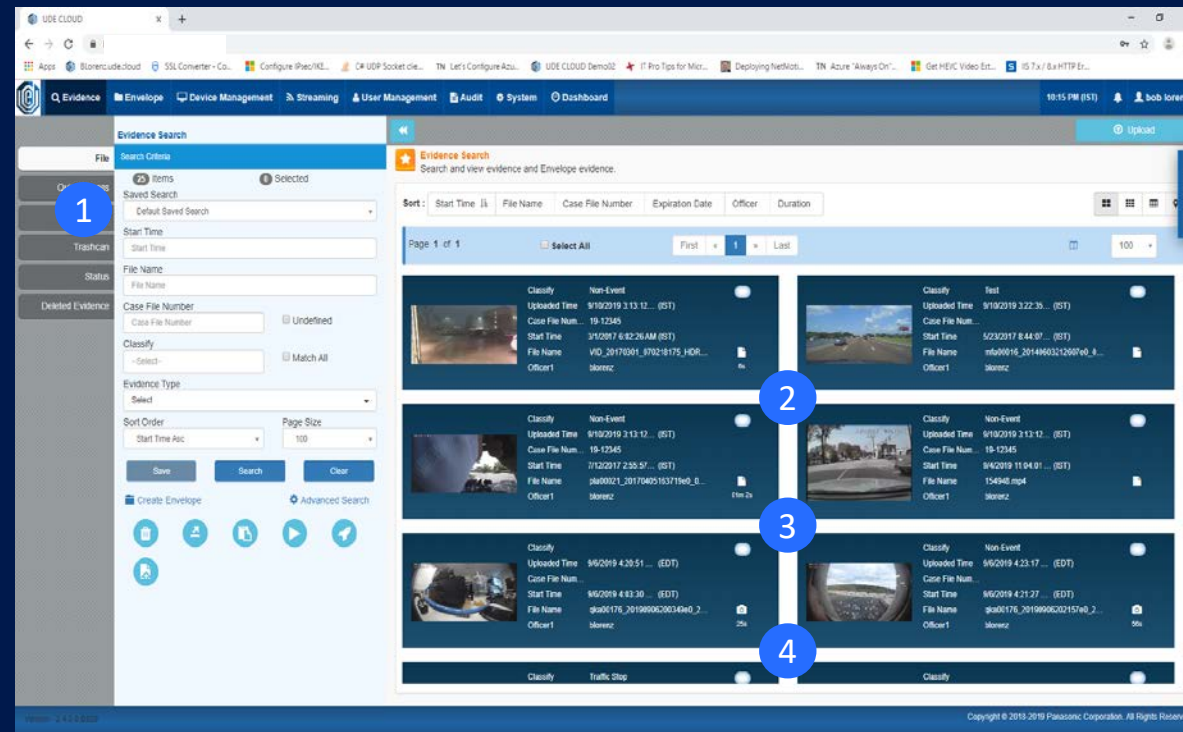 UDE CLOUD
Apps
SSL Converter - Co...
Configure IPsec/IKE...
C# UDP Socket clie...
TN Let's Configure Azu...
UDE CLOUD Demo02
IT Pro Tips for Micr...
Deploying NetMoti...
TN Azure "Always On"...
Get HEVC Video Ext...
IIS 7.x / 8.x HTTP Er...
Evidence
Envelope
Device Management
Streaming
User Management
Audit
System
Dashboard
10:15 PM (IST)
bob loren
File
1
Trashcan
Status
Deleted Evidence
Evidence Search
Search Criteria
25 Items
0 Selected
Saved Search
Default Saved Search
Start Time
Start Time
File Name
File Name
Case File Number
Case File Number
Undefined
Classify
--Select--
Match All
Evidence Type
Select
Sort Order
Page Size
Start Time Asc
100
Save
Search
Clear
Create Envelope
Advanced Search
Upload
Evidence Search
Search and view evidence and Envelope evidence.
Sort : Start Time File Name Case File Number Expiration Date Officer Duration
Page 1 of 1
Select All
First « 1 » Last
100
Classify Non-Event
Uploaded Time 9/10/2019 3:13:12... (IST)
Case File Num... 19-12345
Start Time 3/1/2017 6:02:26 AM (IST)
File Name VID_20170301_070218175_HDR...
Officer1 blorenz
6s
Classify Test
Uploaded Time 9/10/2019 3:22:35... (IST)
Case File Num...
Start Time 5/23/2017 8:44:07... (IST)
File Name mfa00016_20140603212607e0_0...
Officer1 blorenz
2
Classify Non-Event
Uploaded Time 9/10/2019 3:13:12... (IST)
Case File Num... 19-12345
Start Time 7/12/2017 2:55:57... (IST)
File Name pla00021_20170405163719e0_0...
Officer1 blorenz
01m 2s
Classify Non-Event
Uploaded Time 9/10/2019 3:13:12... (IST)
Case File Num... 19-12345
Start Time 9/4/2019 11:04:01... (IST)
File Name 154948.mp4
Officer1 blorenz
3
Classify
Uploaded Time 9/6/2019 4:20:51 ... (EDT)
Case File Num...
Start Time 9/6/2019 4:03:30 ... (EDT)
File Name qka00176_20190906200349e0_2...
Officer1 blorenz
25s
Classify Non-Event
Uploaded Time 9/6/2019 4:23:17 ... (EDT)
Case File Num...
Start Time 9/6/2019 4:21:27 ... (EDT)
File Name qka00176_20190906202157e0_2...
Officer1 blorenz
56s
4
Classify Traffic Stop
Classify
Copyright © 2013-2019 Panasonic Corporation. All Rights Reserv